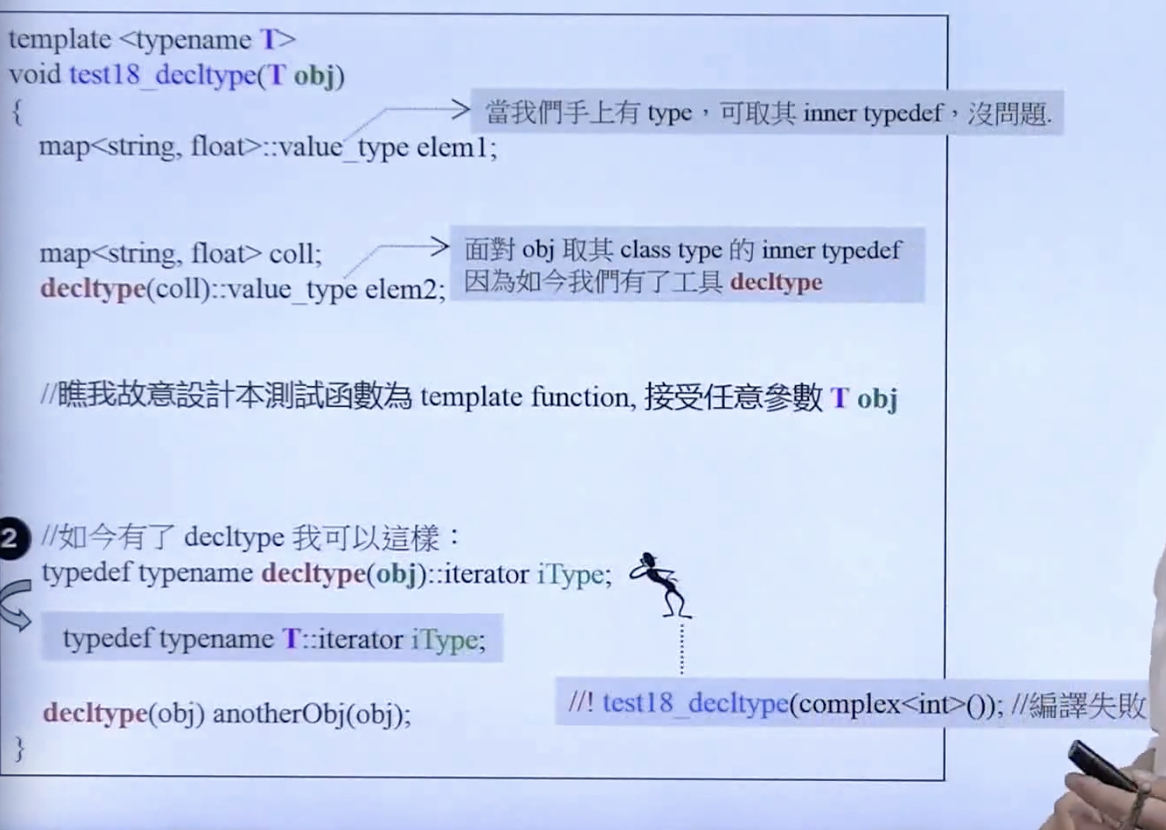 template <typename T>
void test18_decltype(T obj)
{
當我們手上有 type，可取其 inner typedef，沒問題.
map<string, float>::value_type elem1;
map<string, float> coll;
decltype(coll)::value_type elem2;
面對 obj 取其 class type 的 inner typedef
因為如今我們有了工具 decltype
//瞧我故意設計本測試函數為 template function, 接受任意參數 T obj
2 //如今有了 decltype 我可以這樣：
typedef typename decltype(obj)::iterator iType;
typedef typename T::iterator iType;
decltype(obj) anotherObj(obj);
//! test18_decltype(complex<int>()); //編譯失敗
}